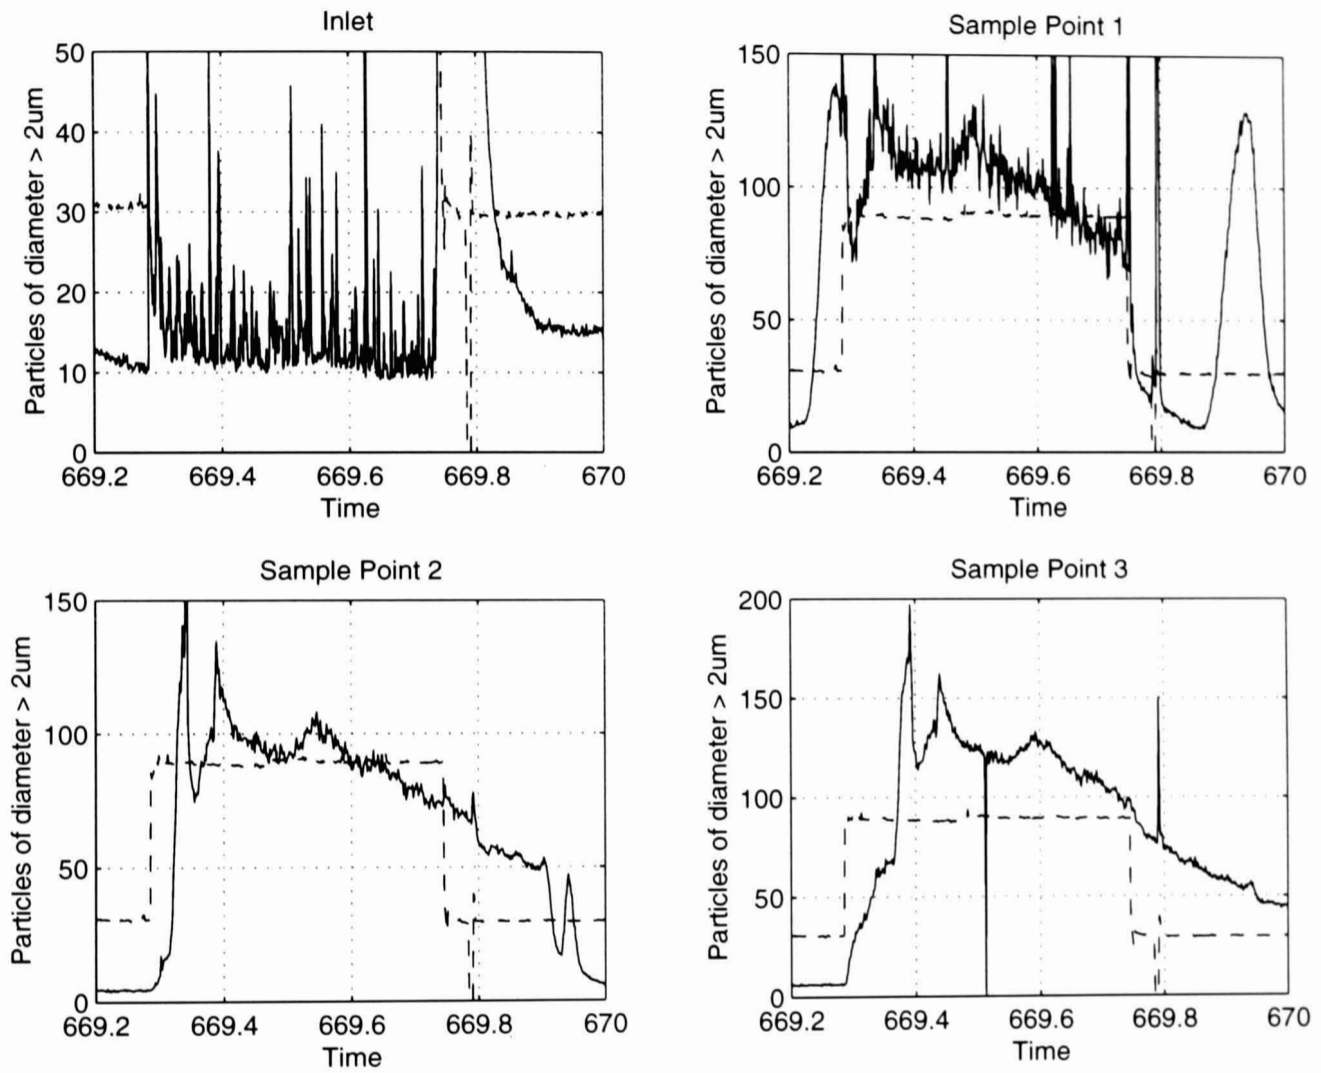 Inlet
Particles of diameter > 2um
50
40
30
20
10
0
669.2 669.4 669.6 669.8 670
Time
Sample Point 1
Particles of diameter > 2um
150
100
50
0
669.2 669.4 669.6 669.8 670
Time
Sample Point 2
Particles of diameter > 2um
150
100
50
0
669.2 669.4 669.6 669.8 670
Time
Sample Point 3
Particles of diameter > 2um
200
150
100
50
0
669.2 669.4 669.6 669.8 670
Time